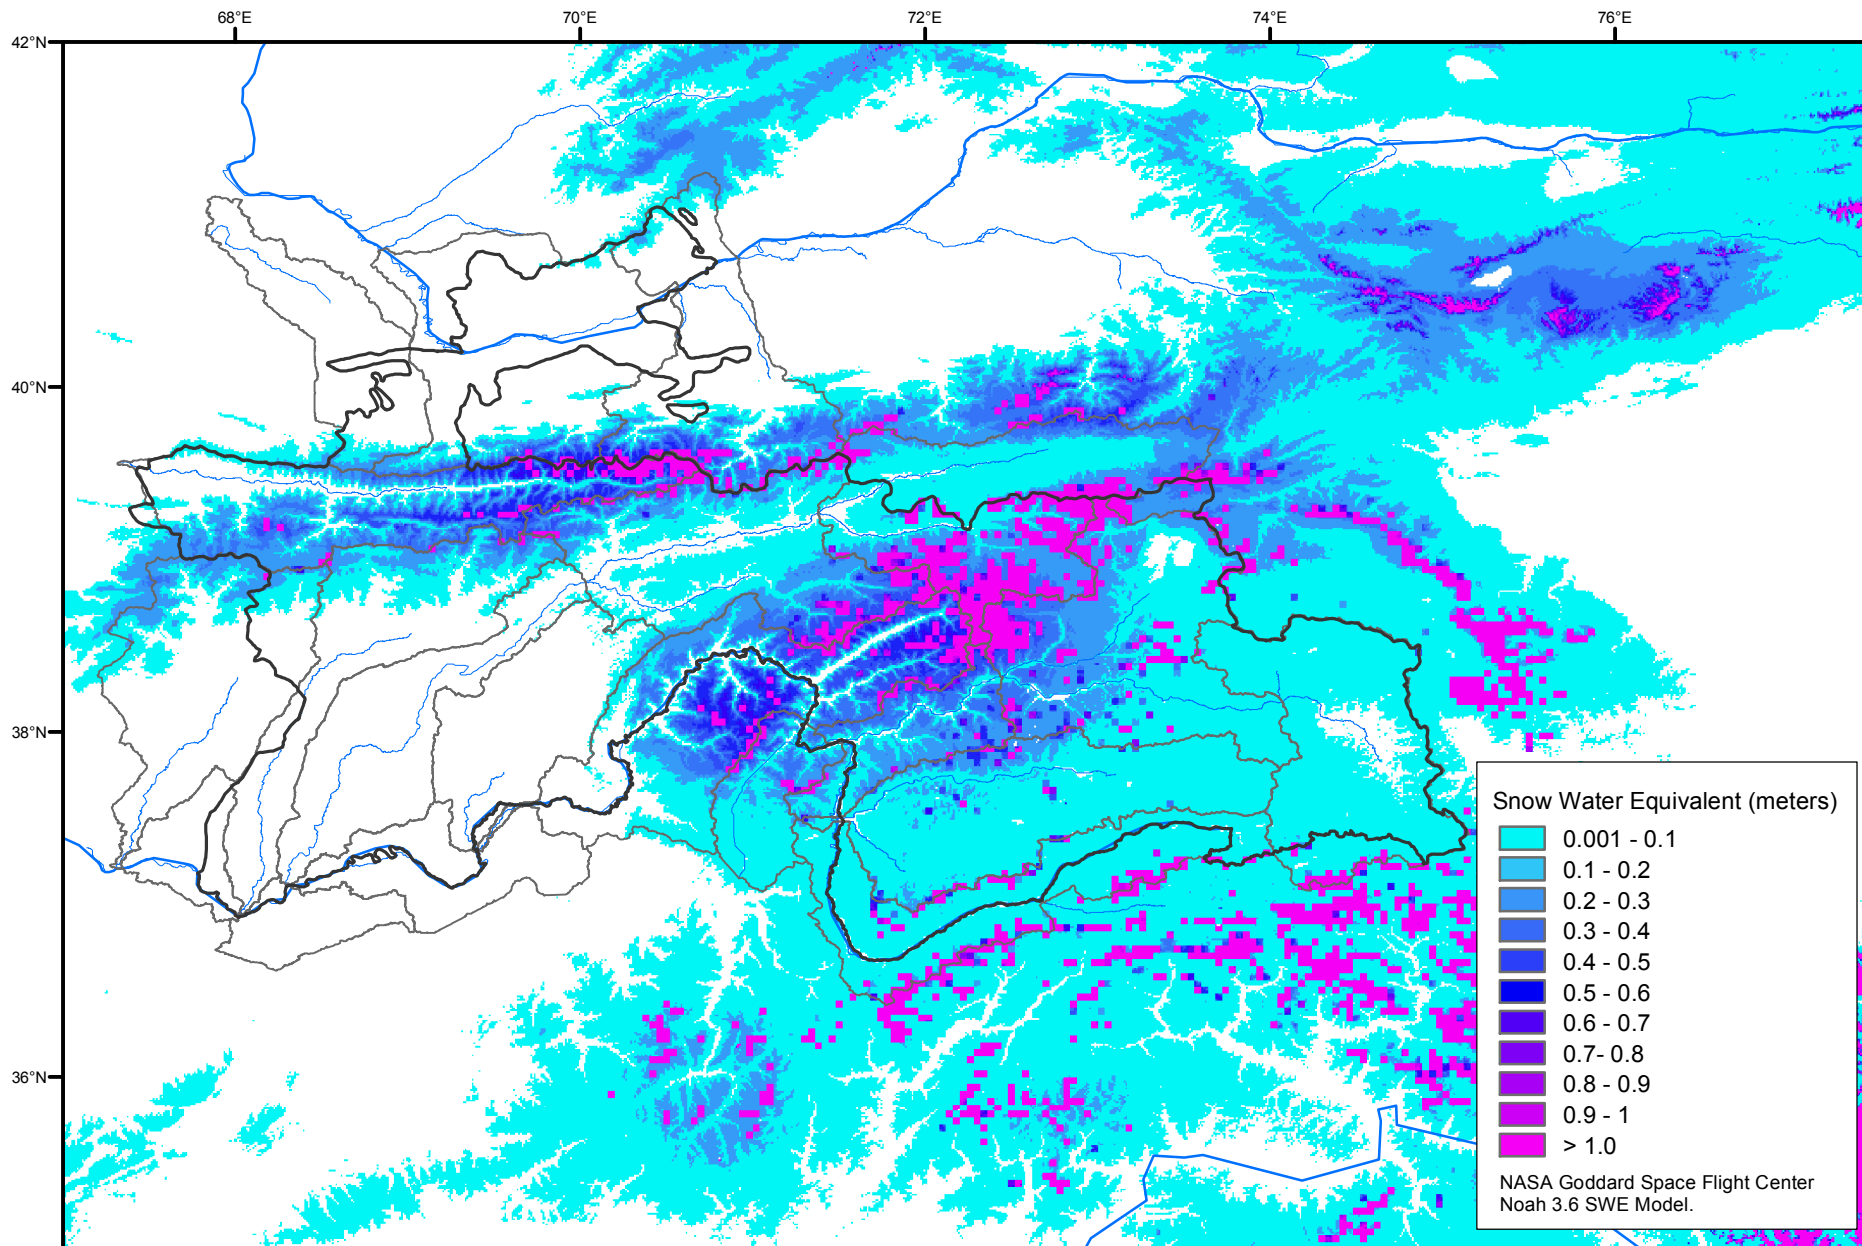 68°E
70°E
72°E
74°E
76°E
42°N
40°N
38°N
36°N
Snow Water Equivalent (meters)
0.001 - 0.1
0.1 - 0.2
0.2 - 0.3
0.3 - 0.4
0.4 - 0.5
0.5 - 0.6
0.6 - 0.7
0.7- 0.8
0.8 - 0.9
0.9 - 1
> 1.0
NASA Goddard Space Flight Center
Noah 3.6 SWE Model.